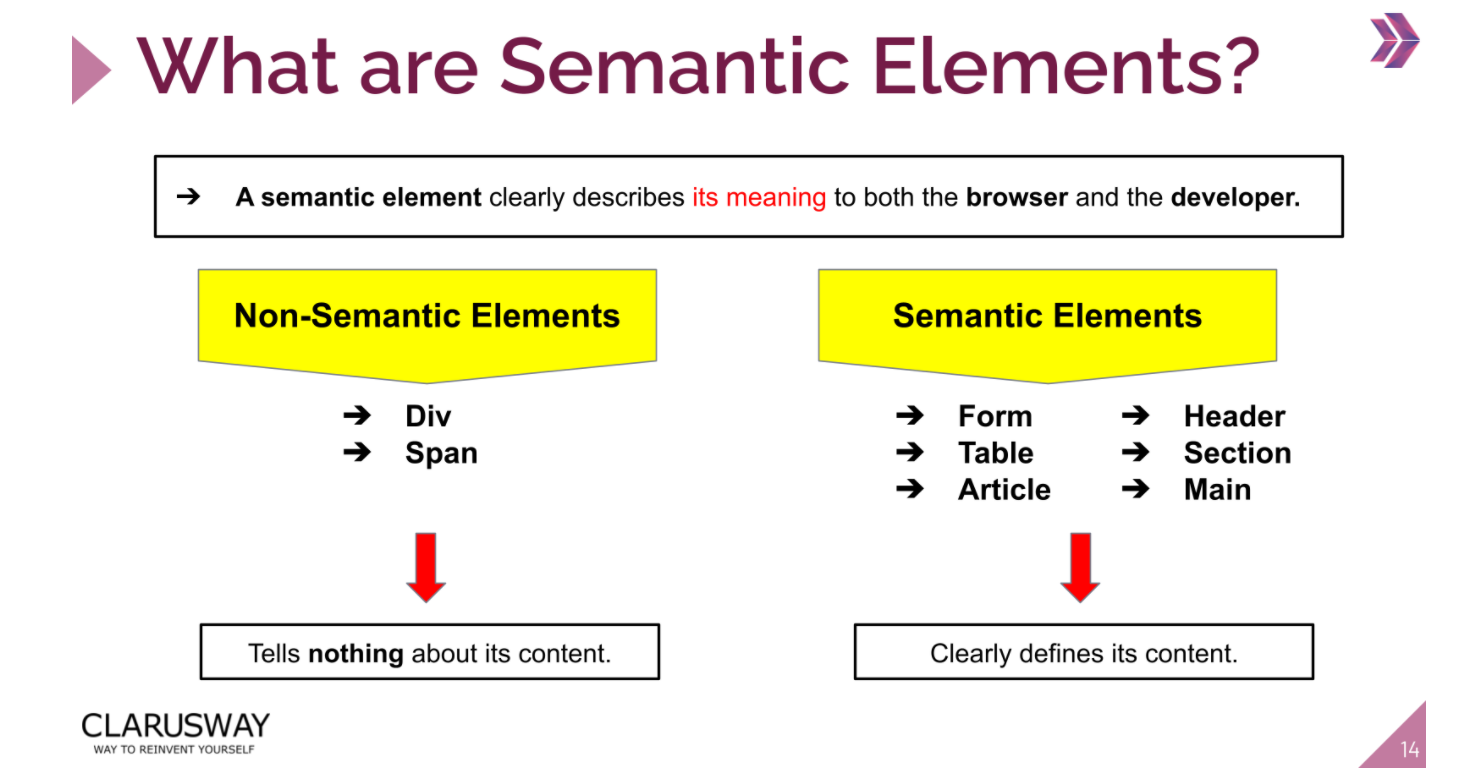 What are Semantic Elements?
➔ A semantic element clearly describes its meaning to both the browser and the developer.
Non-Semantic Elements
➔ Div
➔ Span
Tells nothing about its content.
Semantic Elements
➔ Form
➔ Table
➔ Article
➔ Header
➔ Section
➔ Main
Clearly defines its content.
CLARUSWAY
WAY TO REINVENT YOURSELF
14